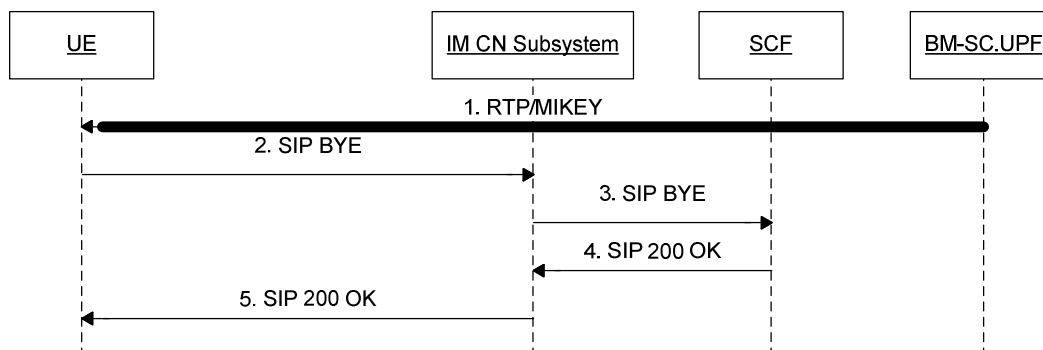 UE
IM CN Subsystem
SCF
BM-SC.UPF
1. RTP/MIKEY
2. SIP BYE
3. SIP BYE
4. SIP 200 OK
5. SIP 200 OK